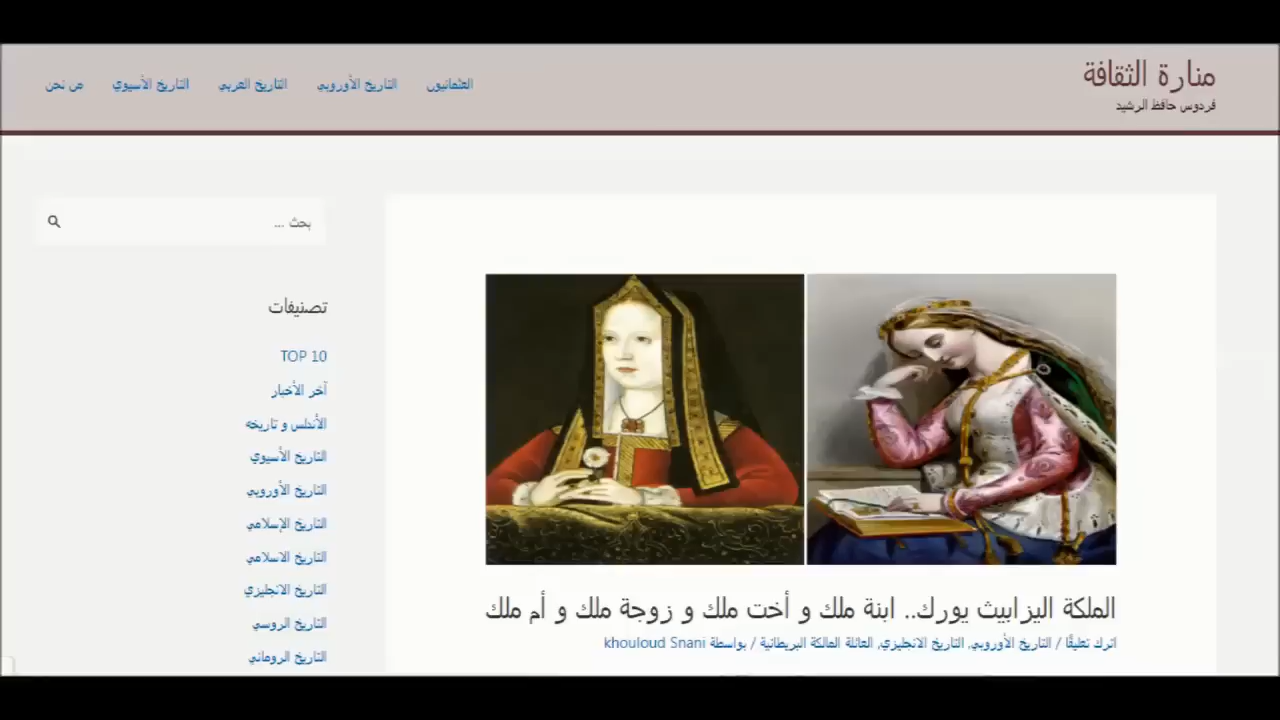 منارة الثقافة
فردوس حافظ الرشيد
العثمانيون
التاريخ الأوروبي
التاريخ العربي
التاريخ الأسيوي
من نحن
بحث ...
تصنيفات
TOP 10
آخر الأخبار
الأندلس و تاريخه
التاريخ الأسيوي
التاريخ الأوروبي
التاريخ الإسلامي
التاريخ الاسلامي
التاريخ الانجليزي
التاريخ الروسي
التاريخ الروماني
الملكة اليزابيث يورك.. ابنة ملك و أخت ملك و زوجة ملك و أم ملك
اترك تعليقًا / التاريخ الأوروبي, التاريخ الانجليزي, العائلة المالكة البريطانية / بواسطة khouloud Snani